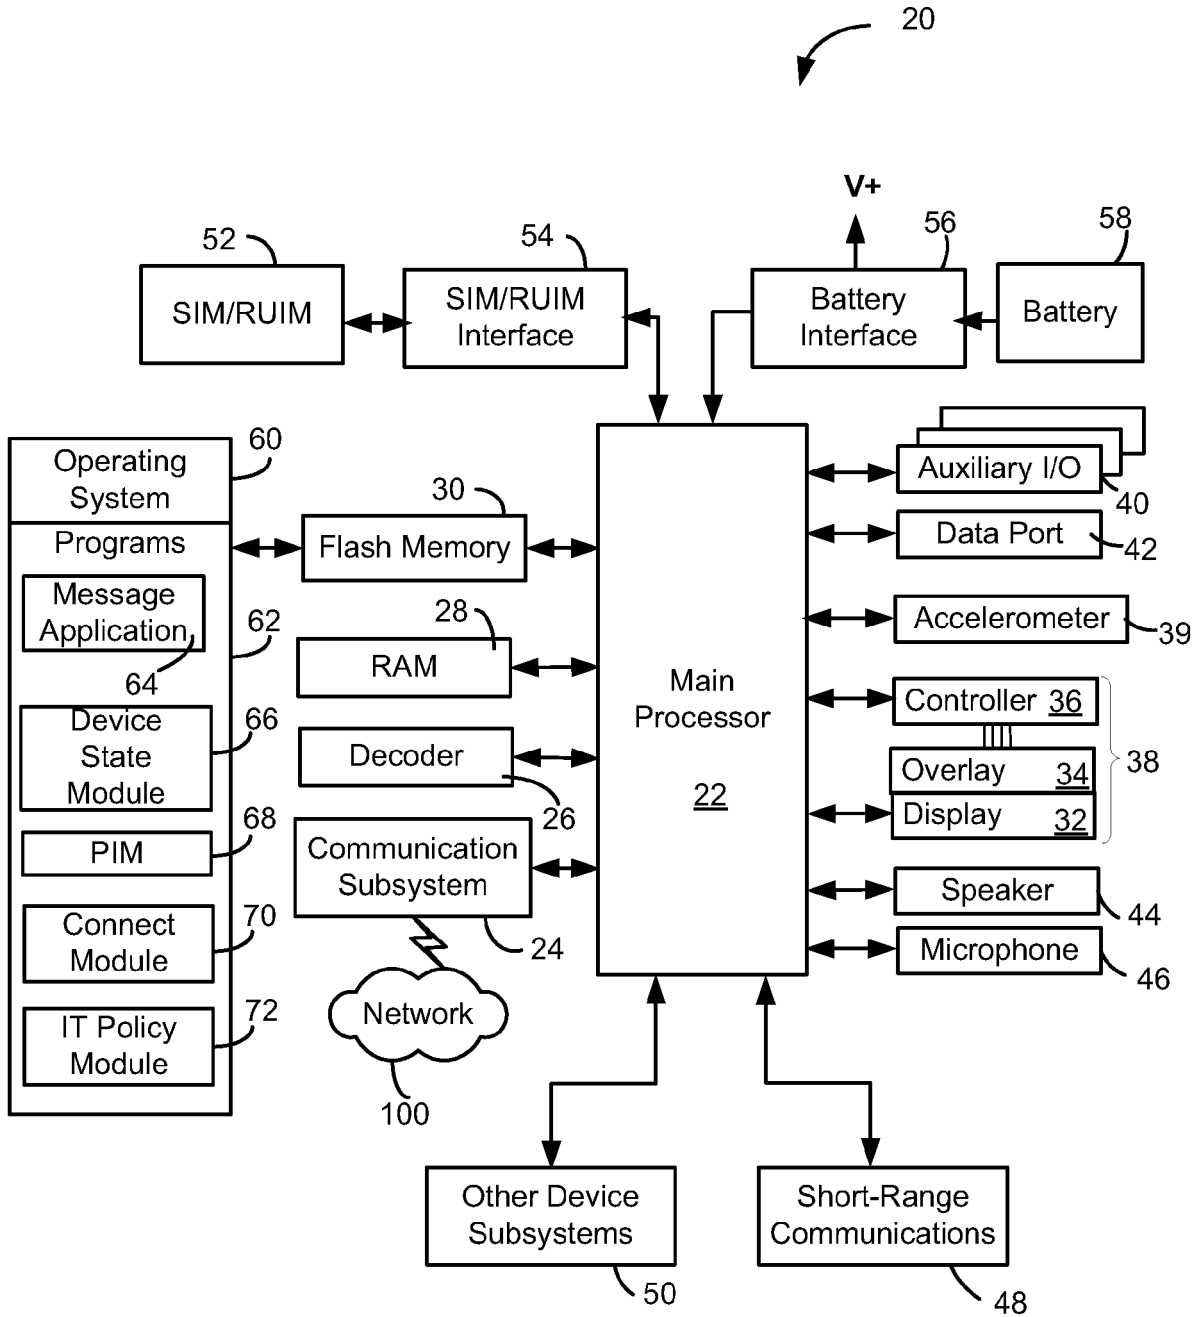 20
V+
52
54
56
58
SIM/RUIM
SIM/RUIM
Interface
Battery
Interface
Battery
60
Operating
System
Programs
Message
Application
64
62
Device
State
Module
66
PIM
68
Connect
Module
70
IT Policy
Module
72
30
Flash Memory
28
RAM
Decoder
26
Communication
Subsystem
24
Network
100
Main
Processor
22
Auxiliary I/O
40
Data Port
42
Accelerometer
39
Controller 36
38
Overlay 34
Display 32
Speaker
44
Microphone
46
Other Device
Subsystems
50
Short-Range
Communications
48